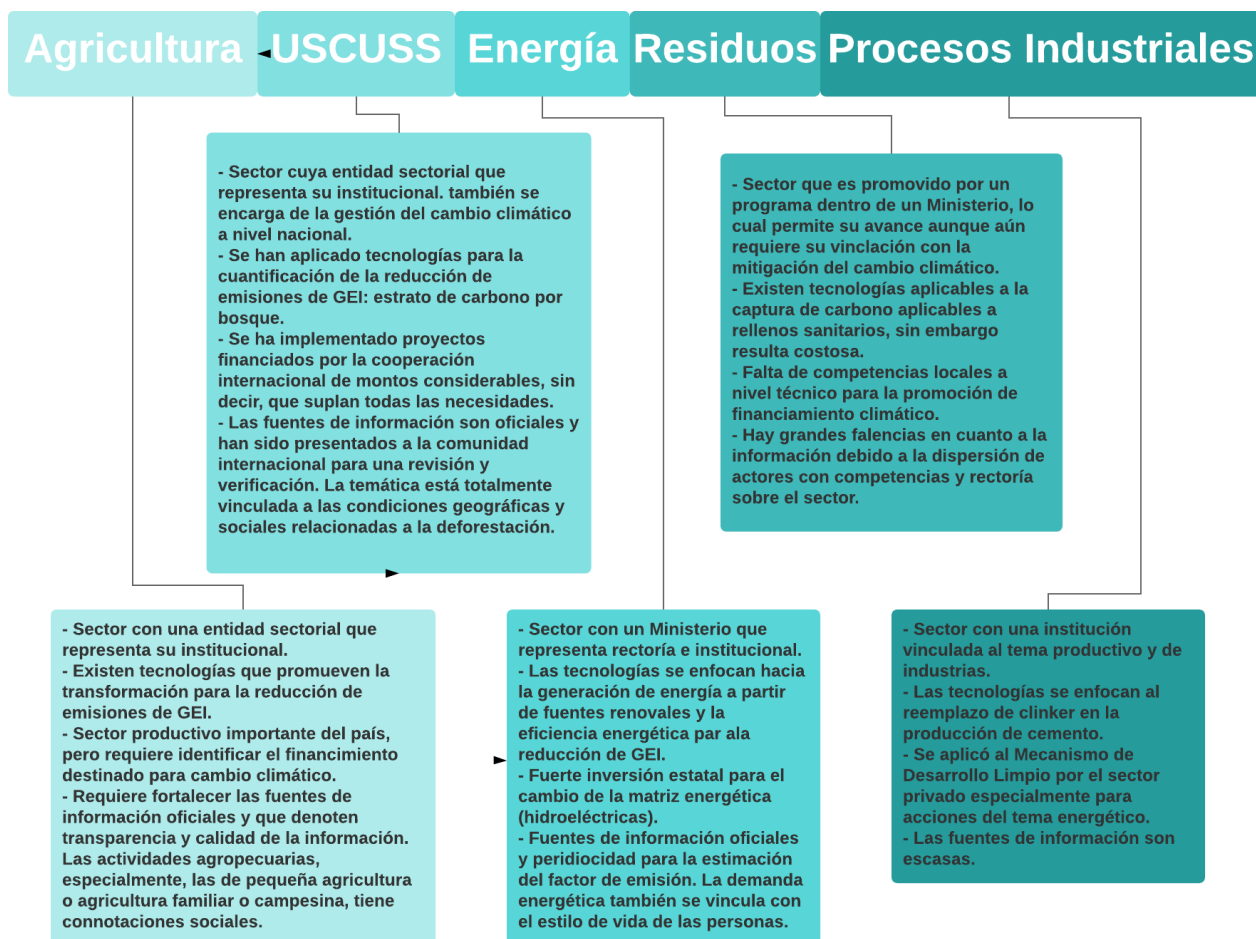 Agricultura USCUSS Energía Residuos Procesos Industriales
- Sector cuya entidad sectorial que
representa su institucional. también se
encarga de la gestión del cambio climático
a nivel nacional.
- Se han aplicado tecnologías para la
cuantificación de la reducción de
emisiones de GEI: estrato de carbono por
bosque.
- Se ha implementado proyectos
financiados por la cooperación
internacional de montos considerables, sin
decir, que suplan todas las necesidades.
- Las fuentes de información son oficiales y
han sido presentados a la comunidad
internacional para una revisión y
verificación. La temática está totalmente
vinculada a las condiciones geográficas y
sociales relacionadas a la deforestación.
- Sector que es promovido por un
programa dentro de un Ministerio, lo
cual permite su avance aunque aún
requiere su vinclación con la
mitigación del cambio climático.
- Existen tecnologías aplicables a la
captura de carbono aplicables a
rellenos sanitarios, sin embargo
resulta costosa.
- Falta de competencias locales a
nivel técnico para la promoción de
financiamiento climático.
- Hay grandes falencias en cuanto a la
información debido a la dispersión de
actores con competencias y rectoría
sobre el sector.
- Sector con una entidad sectorial que
representa su institucional.
- Existen tecnologías que promueven la
transformación para la reducción de
emisiones de GEI.
- Sector productivo importante del país,
pero requiere identificar el financimiento
destinado para cambio climático.
- Requiere fortalecer las fuentes de
información oficiales y que denoten
transparencia y calidad de la información.
Las actividades agropecuarias,
especialmente, las de pequeña agricultura
o agricultura familiar o campesina, tiene
connotaciones sociales.
- Sector con un Ministerio que
representa rectoría e institucional.
- Las tecnologías se enfocan hacia
la generación de energía a partir
de fuentes renovales y la
eficiencia energética par ala
reducción de GEI.
- Fuerte inversión estatal para el
cambio de la matriz energética
(hidroeléctricas).
- Fuentes de información oficiales
y peridiocidad para la estimación
del factor de emisión. La demanda
energética también se vincula con
el estilo de vida de las personas.
- Sector con una institución
vinculada al tema productivo y de
industrias.
- Las tecnologías se enfocan al
reemplazo de clinker en la
producción de cemento.
- Se aplicó al Mecanismo de
Desarrollo Limpio por el sector
privado especialmente para
acciones del tema energético.
- Las fuentes de información son
escasas.